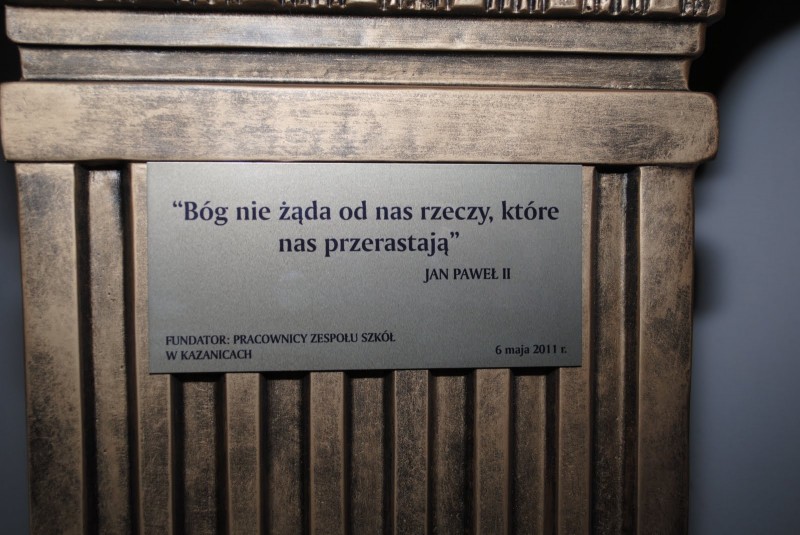 “Bóg nie żąda od nas rzeczy, które
nas przerastają”
JAN PAWEŁ II
FUNDATOR: PRACOWNICY ZESPOŁU SZKÓŁ
W KAZANICACH
6 maja 2011 r.